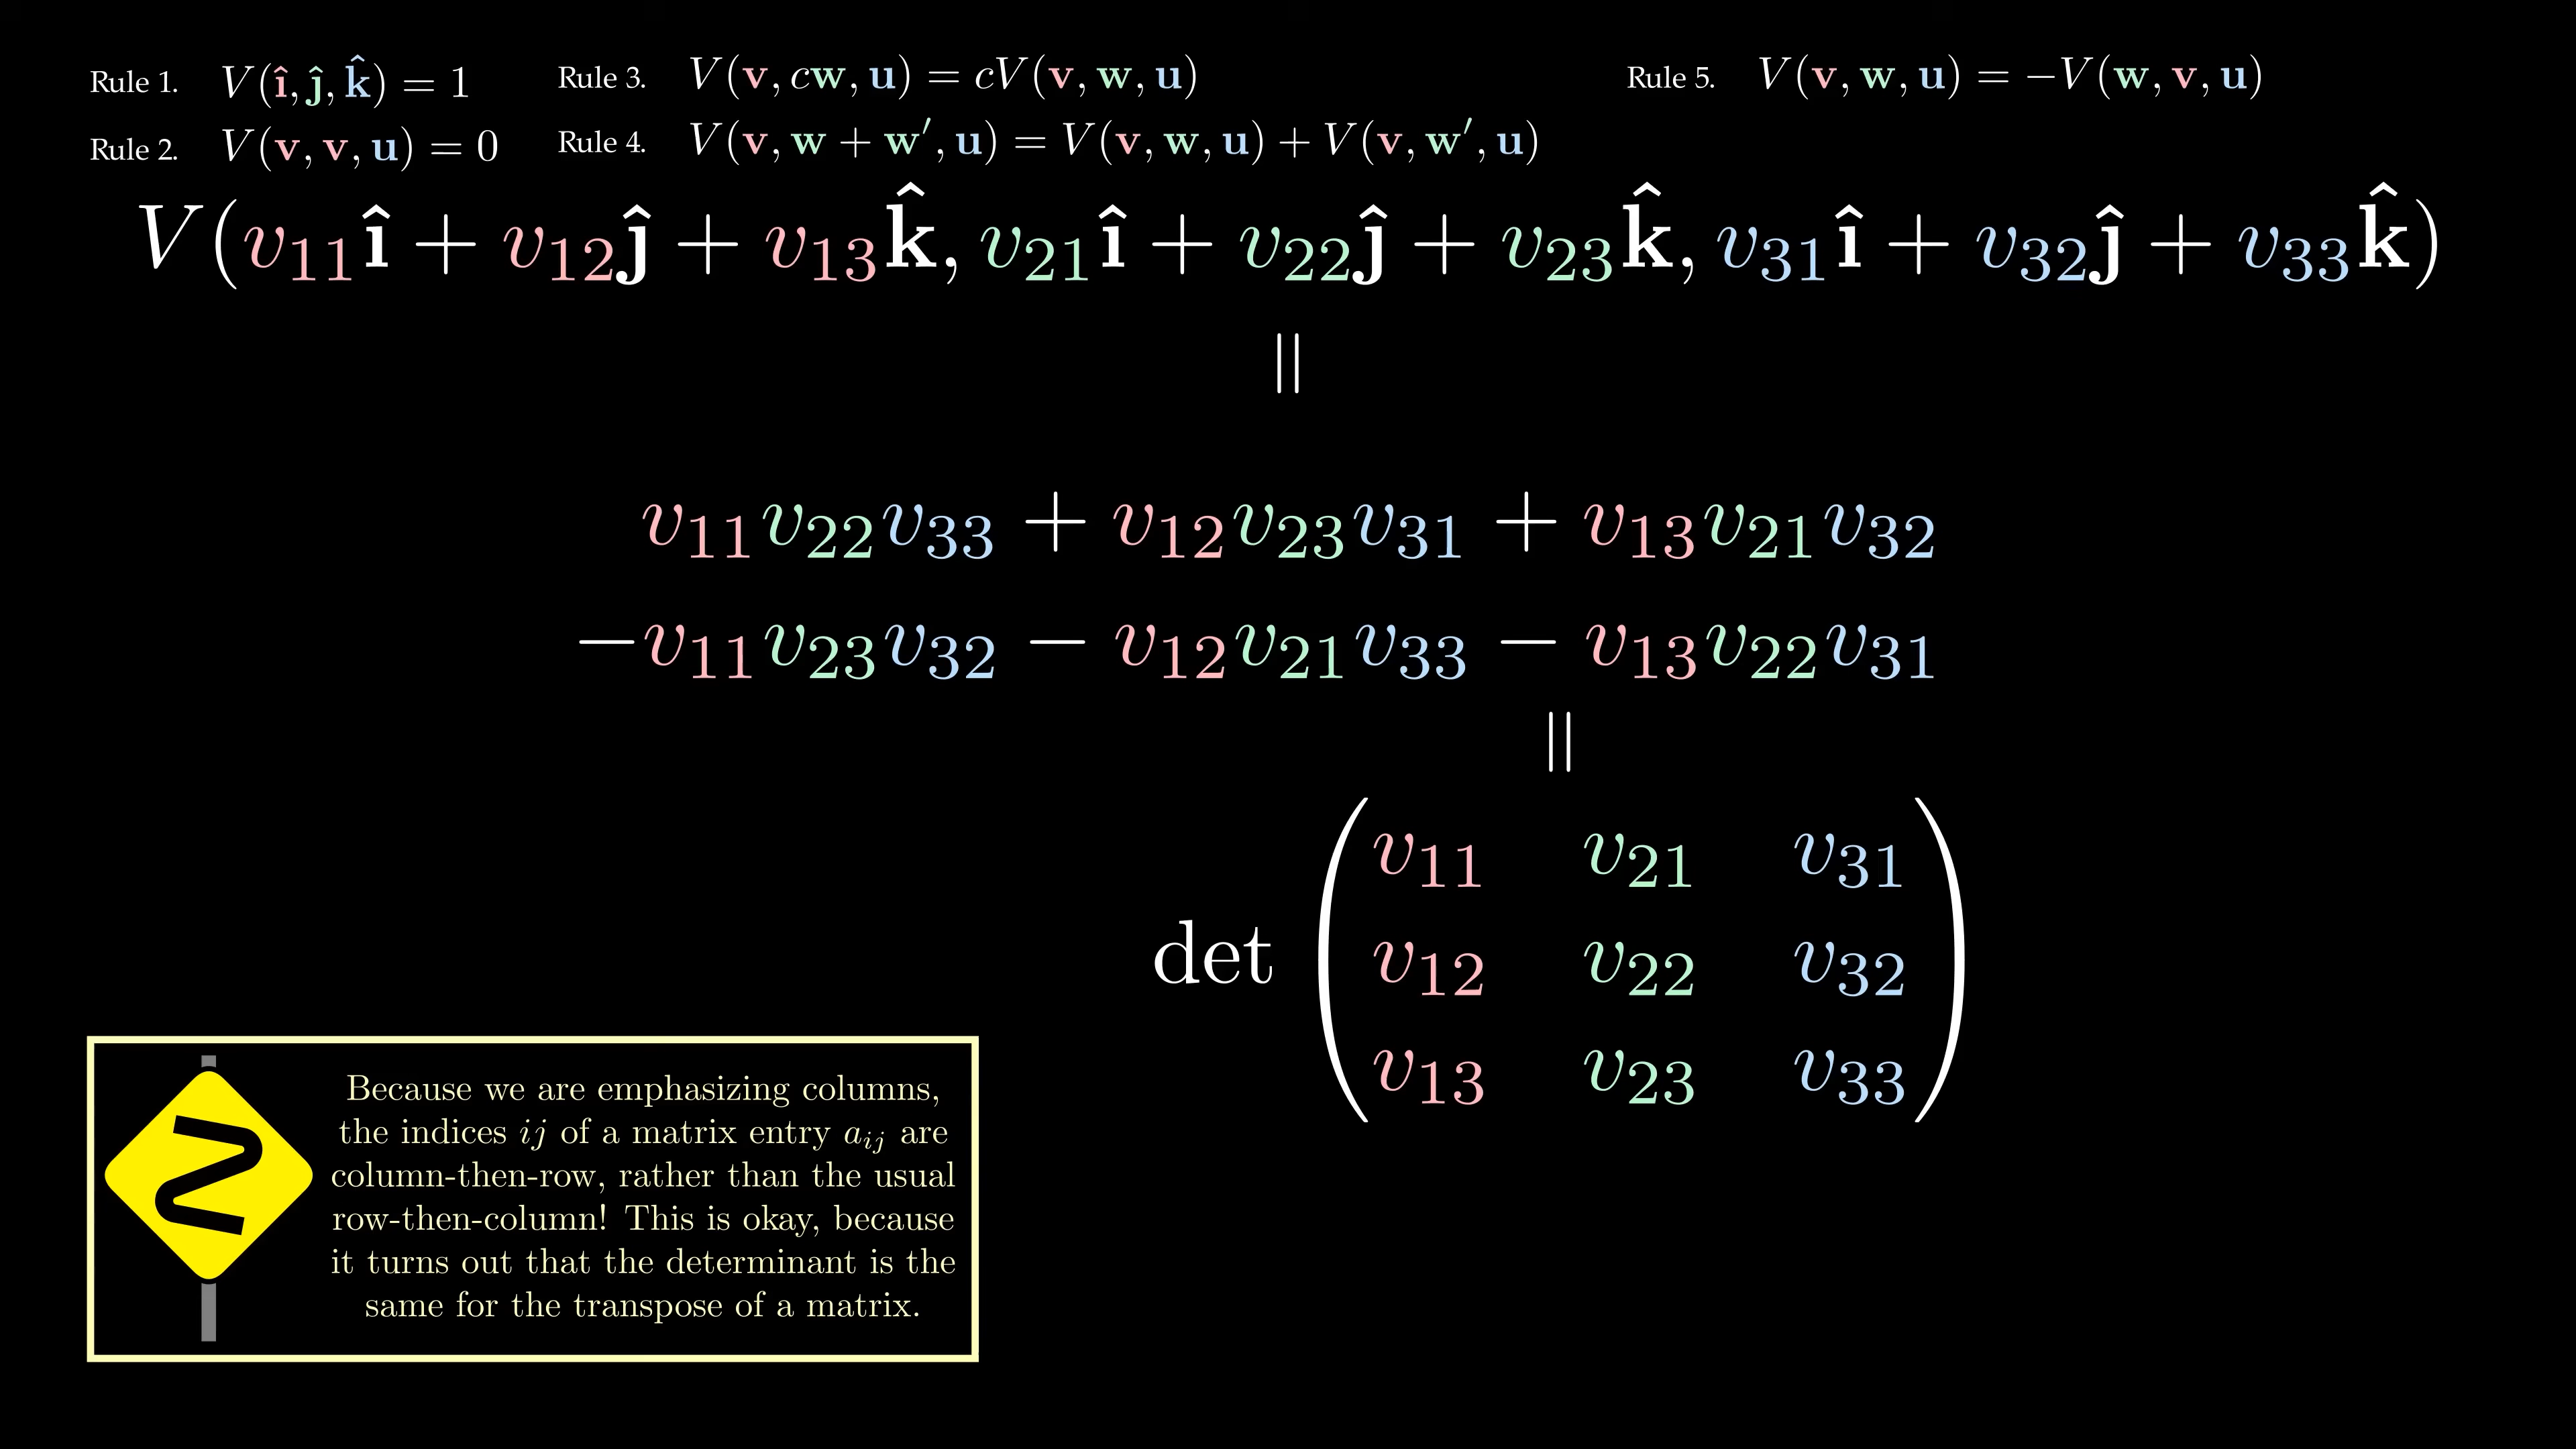 Rule 1. V(î, ĵ, k̂) = 1
Rule 2. V(v, v, u) = 0
Rule 3. V(v, cw, u) = cV(v, w, u)
Rule 4. V(v, w + w′, u) = V(v, w, u) + V(v, w′, u)
Rule 5. V(v, w, u) = −V(w, v, u)
V(v₁₁î + v₁₂ĵ + v₁₃k̂, v₂₁î + v₂₂ĵ + v₂₃k̂, v₃₁î + v₃₂ĵ + v₃₃k̂)
||
v₁₁v₂₂v₃₃ + v₁₂v₂₃v₃₁ + v₁₃v₂₁v₃₂
−v₁₁v₂₃v₃₂ − v₁₂v₂₁v₃₃ − v₁₃v₂₂v₃₁
||
v₁₁ v₂₁ v₃₁
det v₁₂ v₂₂ v₃₂
v₁₃ v₂₃ v₃₃
Because we are emphasizing columns,
the indices ij of a matrix entry aᵢⱼ are
column-then-row, rather than the usual
row-then-column! This is okay, because
it turns out that the determinant is the
same for the transpose of a matrix.